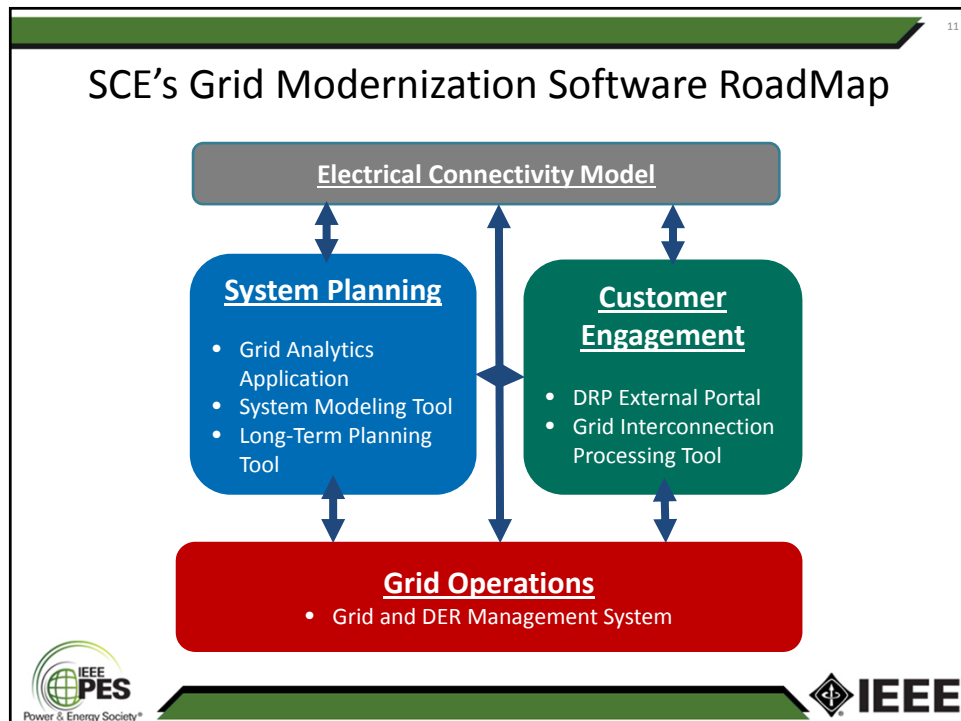 11
SCE’s Grid Modernization Software RoadMap
Electrical Connectivity Model
System Planning
• Grid Analytics
Application
• System Modeling Tool
• Long-Term Planning
Tool
Customer
Engagement
• DRP External Portal
• Grid Interconnection
Processing Tool
Grid Operations
• Grid and DER Management System
IEEE
PES
Power & Energy Society®
IEEE